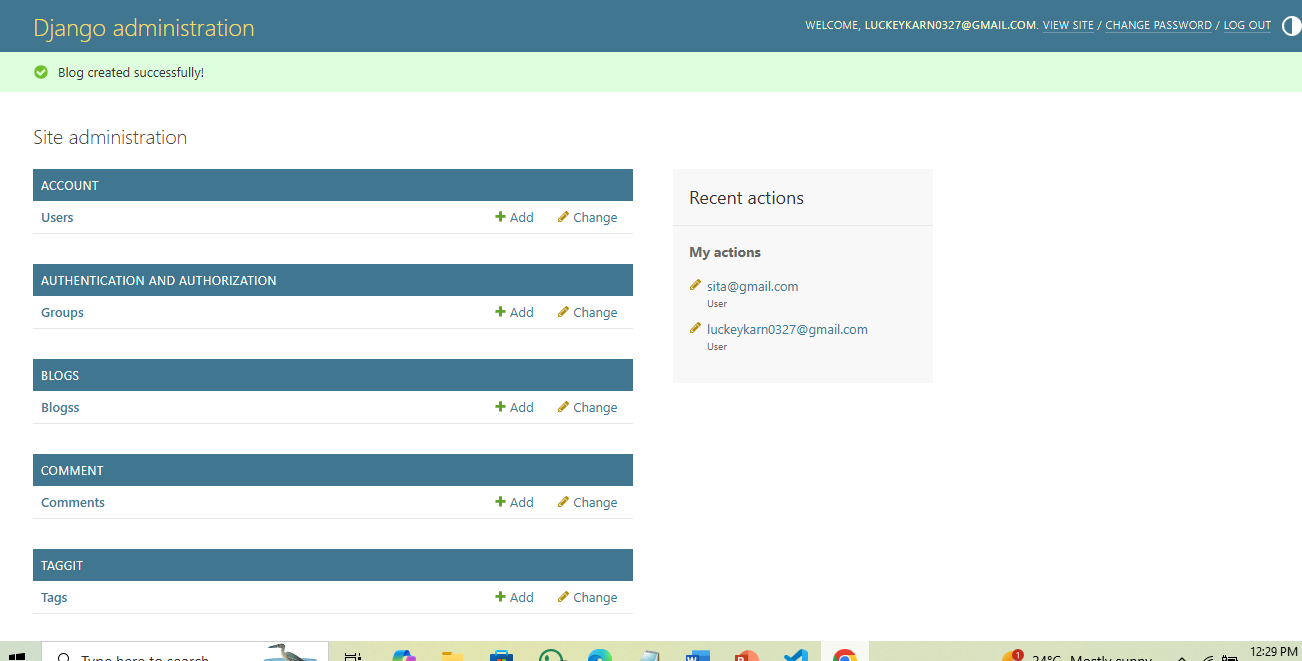 Django administration
WELCOME, LUCKEYKARN0327@GMAIL.COM. VIEW SITE / CHANGE PASSWORD / LOG OUT
Blog created successfully!
Site administration
ACCOUNT
Users Add Change
AUTHENTICATION AND AUTHORIZATION
Groups Add Change
BLOGS
Blogss Add Change
COMMENT
Comments Add Change
TAGGIT
Tags Add Change
Recent actions
My actions
sita@gmail.com
User
luckeykarn0327@gmail.com
User
Type here to search
1
24°C Mostly sunny
12:29 PM